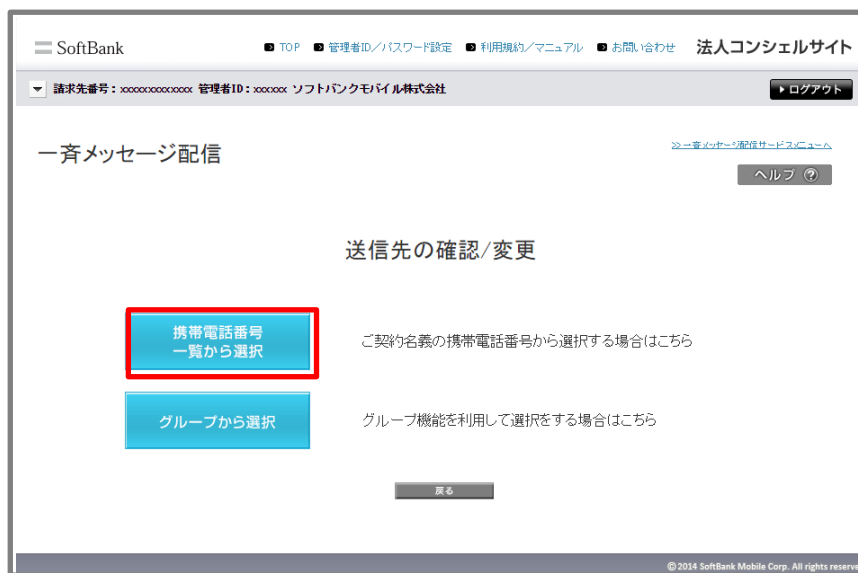 SoftBank
TOP 管理者ID/パスワード設定 利用規約/マニュアル お問い合わせ 法人コンシェルサイト
請求先番号:xxxxxxxxxxxxx 管理者ID:xxxxxx ソフトバンクモバイル株式会社
ログアウト
一斉メッセージ配信
>>一斉メッセージ配信サービスメニューへ
ヘルプ ?
送信先の確認/変更
携帯電話番号
一覧から選択
ご契約名義の携帯電話番号から選択する場合はこちら
グループから選択
グループ機能を利用して選択をする場合はこちら
戻る
© 2014 SoftBank Mobile Corp. All rights reserve